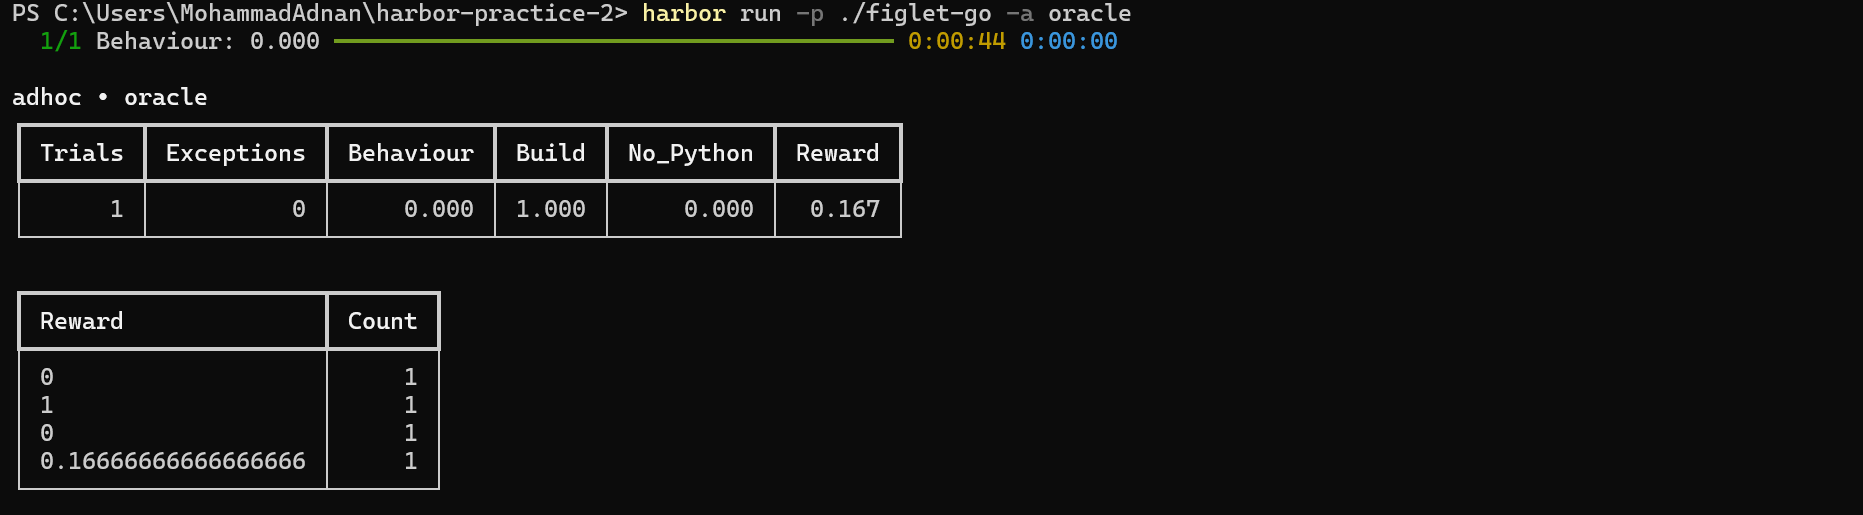 PS C:\Users\MohammadAdnan\harbor-practice-2> harbor run -p ./figlet-go -a oracle
1/1 Behaviour: 0.000 0:00:44 0:00:00
adhoc • oracle
Trials Exceptions Behaviour Build No_Python Reward
1 0 0.000 1.000 0.000 0.167
Reward Count
0 1
1 1
0 1
0.16666666666666666 1